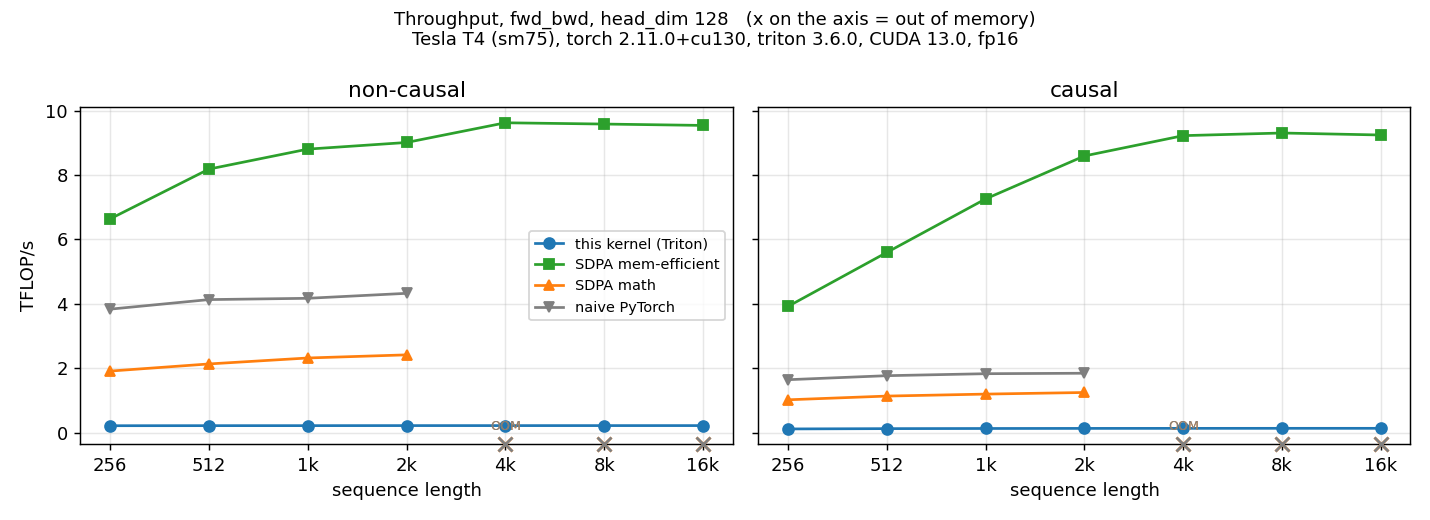 Throughput, fwd_bwd, head_dim 128   (x on the axis = out of memory)
Tesla T4 (sm75), torch 2.11.0+cu130, triton 3.6.0, CUDA 13.0, fp16
non-causal
10
8
6
4
2
0
TFLOP/s
this kernel (Triton)
SDPA mem-efficient
SDPA math
naive PyTorch
OOM
256 512 1k 2k 4k 8k 16k
sequence length
causal
OOM
256 512 1k 2k 4k 8k 16k
sequence length